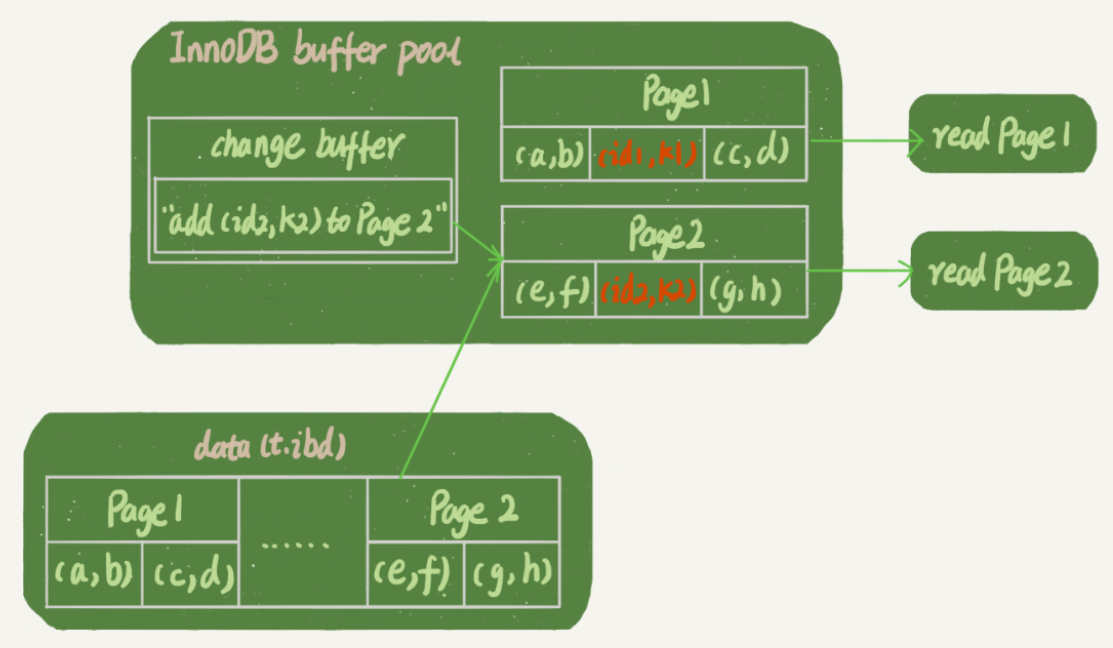 InnoDB buffer pool
change buffer
"add (id2,k2) to Page 2"
Page1
(a,b) (id1,k1) (c,d)
Page2
(e,f) (id2,k2) (g,h)
read Page 1
read Page 2
data (t.ibd)
Page 1
(a,b) (c,d)
......
Page 2
(e,f) (g,h)